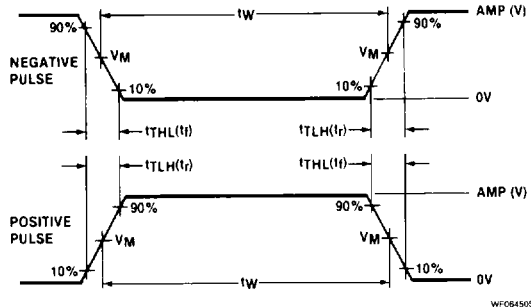 tW
AMP (V)
90%
90%
NEGATIVE
PULSE
VM
VM
10%
10%
0V
tTHL(tf)
tTLH(tr)
tTLH(tr)
tTHL(tf)
AMP (V)
POSITIVE
PULSE
90%
90%
VM
VM
10%
10%
tW
0V
WF06450S